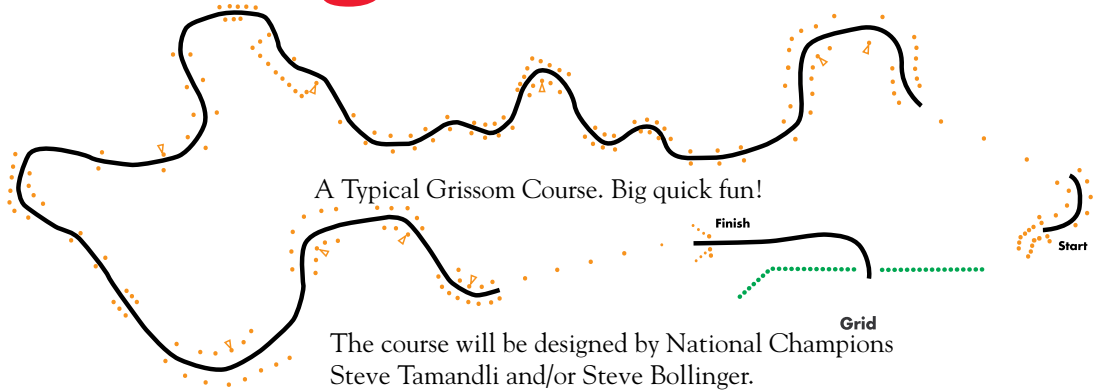 A Typical Grissom Course. Big quick fun!
Finish
Start
Grid
The course will be designed by National Champions
Steve Tamandli and/or Steve Bollinger.